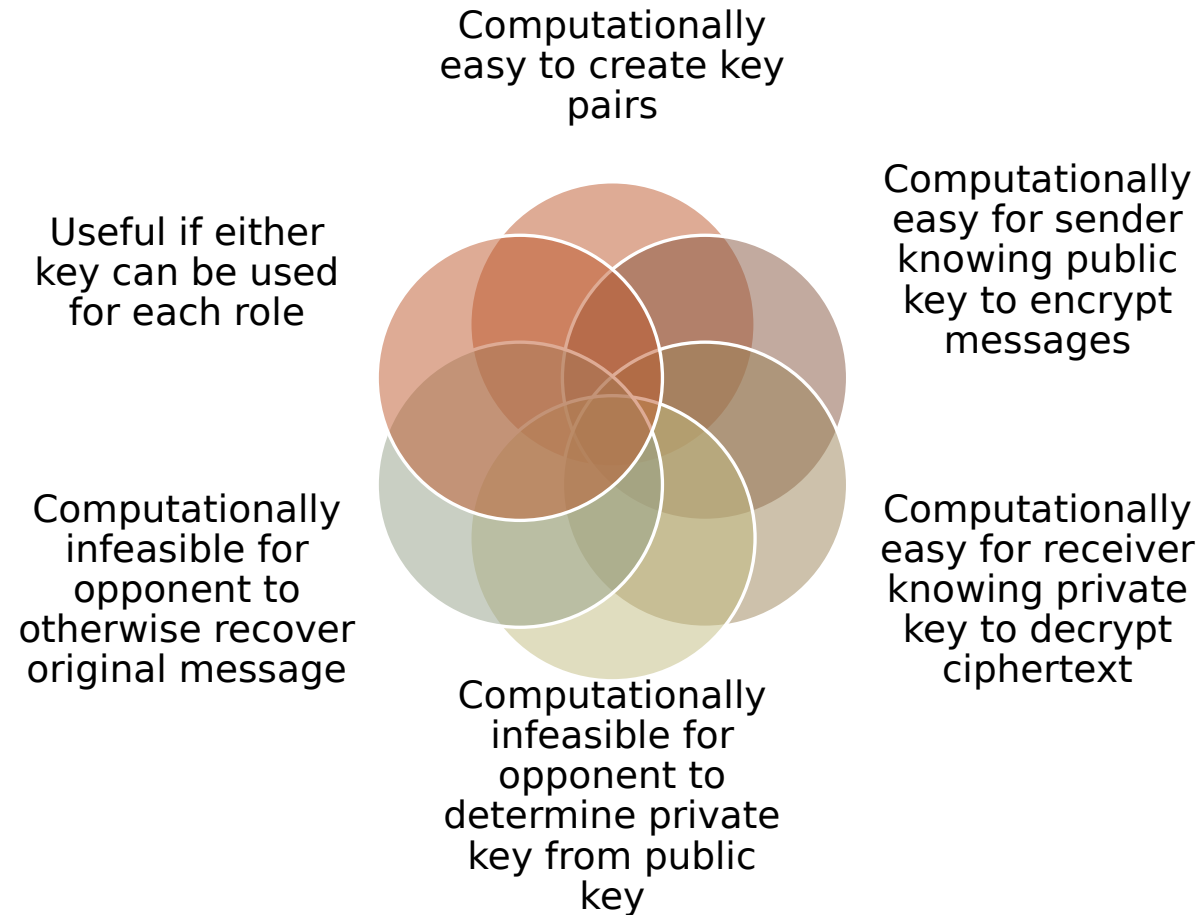 Computationally
easy to create key
pairs
Computationally
easy for sender
knowing public
key to encrypt
messages
Computationally
easy for receiver
knowing private
key to decrypt
ciphertext
Computationally
infeasible for
opponent to
determine private
key from public
key
Computationally
infeasible for
opponent to
otherwise recover
original message
Useful if either
key can be used
for each role